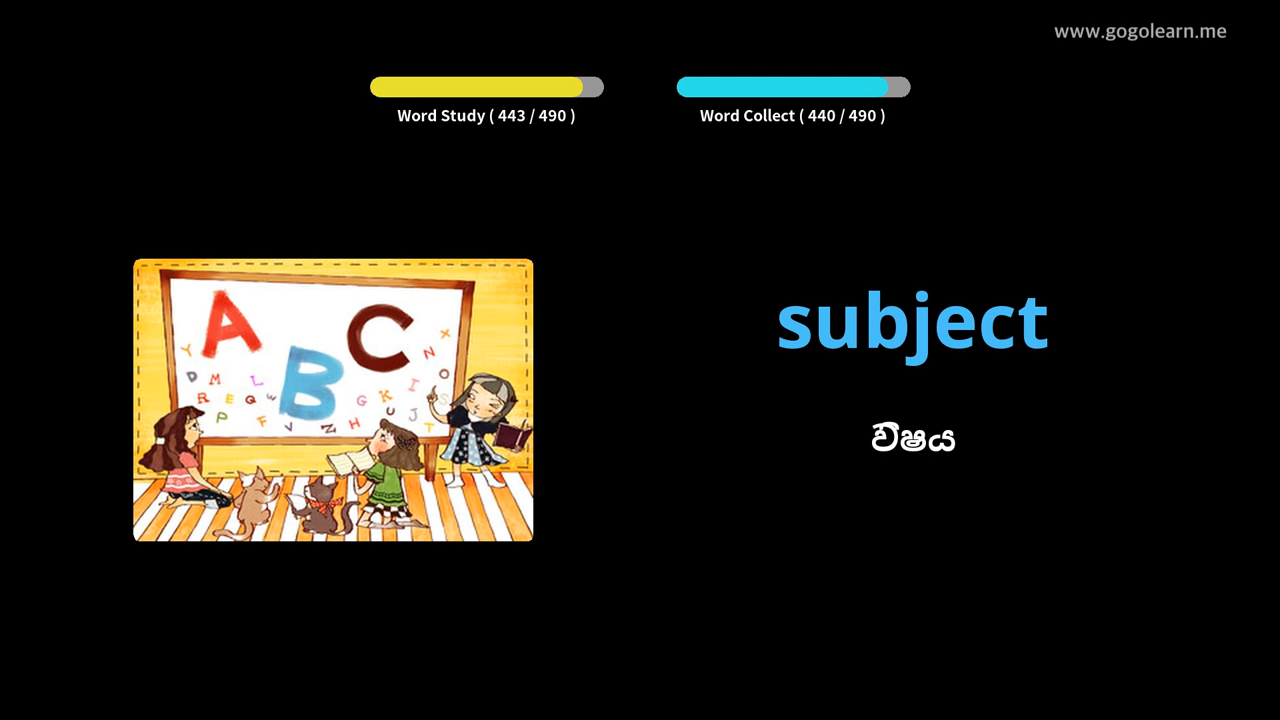 www.gogolearn.me
Word Study ( 443 / 490 )
Word Collect ( 440 / 490 )
subject
විෂය
A
B
C
X
Y
N
D M L O
R E Q W G K I S
P F V Z H U J T